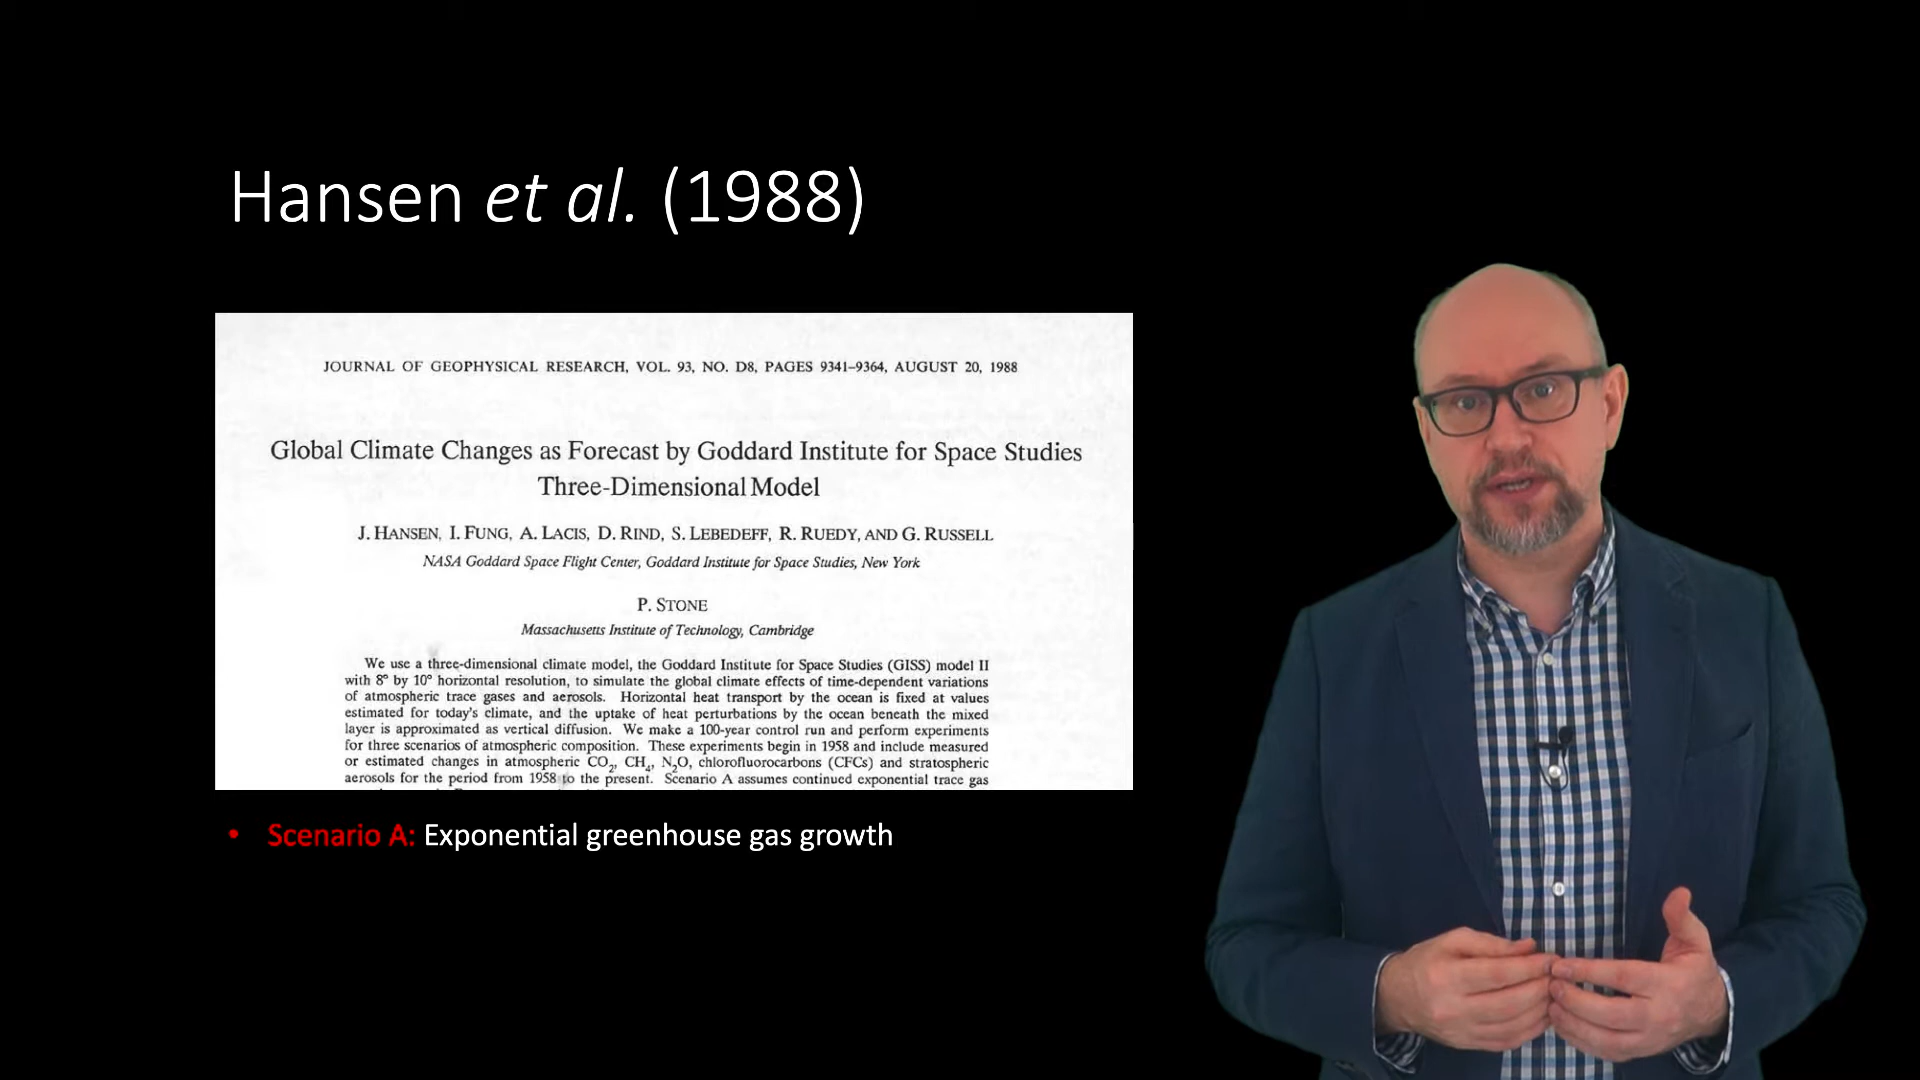 Hansen et al. (1988)
JOURNAL OF GEOPHYSICAL RESEARCH, VOL. 93, NO. D8, PAGES 9341–9364, AUGUST 20, 1988
Global Climate Changes as Forecast by Goddard Institute for Space Studies
Three-Dimensional Model
J. HANSEN, I. FUNG, A. LACIS, D. RIND, S. LEBEDEFF, R. RUEDY, AND G. RUSSELL
NASA Goddard Space Flight Center, Goddard Institute for Space Studies, New York
P. STONE
Massachusetts Institute of Technology, Cambridge
We use a three-dimensional climate model, the Goddard Institute for Space Studies (GISS) model II
with 8° by 10° horizontal resolution, to simulate the global climate effects of time-dependent variations
of atmospheric trace gases and aerosols. Horizontal heat transport by the ocean is fixed at values
estimated for today's climate, and the uptake of heat perturbations by the ocean beneath the mixed
layer is approximated as vertical diffusion. We make a 100-year control run and perform experiments
for three scenarios of atmospheric composition. These experiments begin in 1958 and include measured
or estimated changes in atmospheric CO₂, CH₄, N₂O, chlorofluorocarbons (CFCs) and stratospheric
aerosols for the period from 1958 to the present. Scenario A assumes continued exponential trace gas
• Scenario A: Exponential greenhouse gas growth